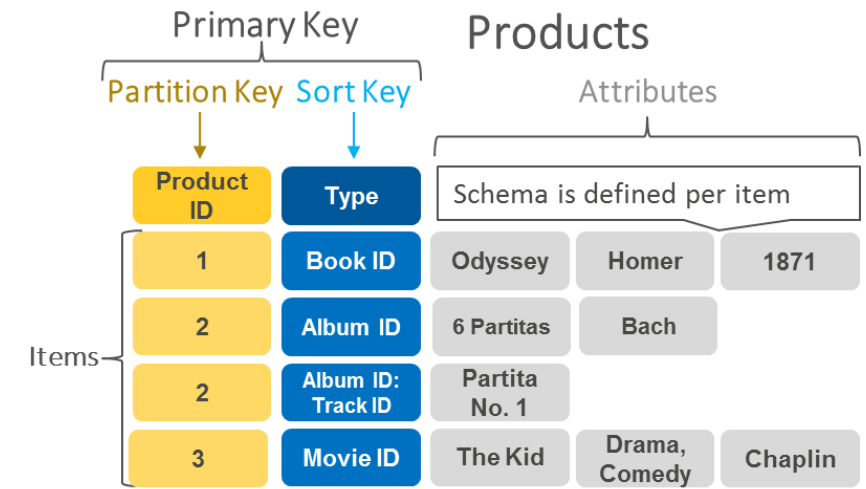 Primary Key
Products
Partition Key Sort Key
Attributes
Product
ID
Type
Schema is defined per item
1
Book ID
Odyssey
Homer
1871
Items
2
Album ID
6 Partitas
Bach
2
Album ID:
Track ID
Partita
No. 1
3
Movie ID
The Kid
Drama,
Comedy
Chaplin